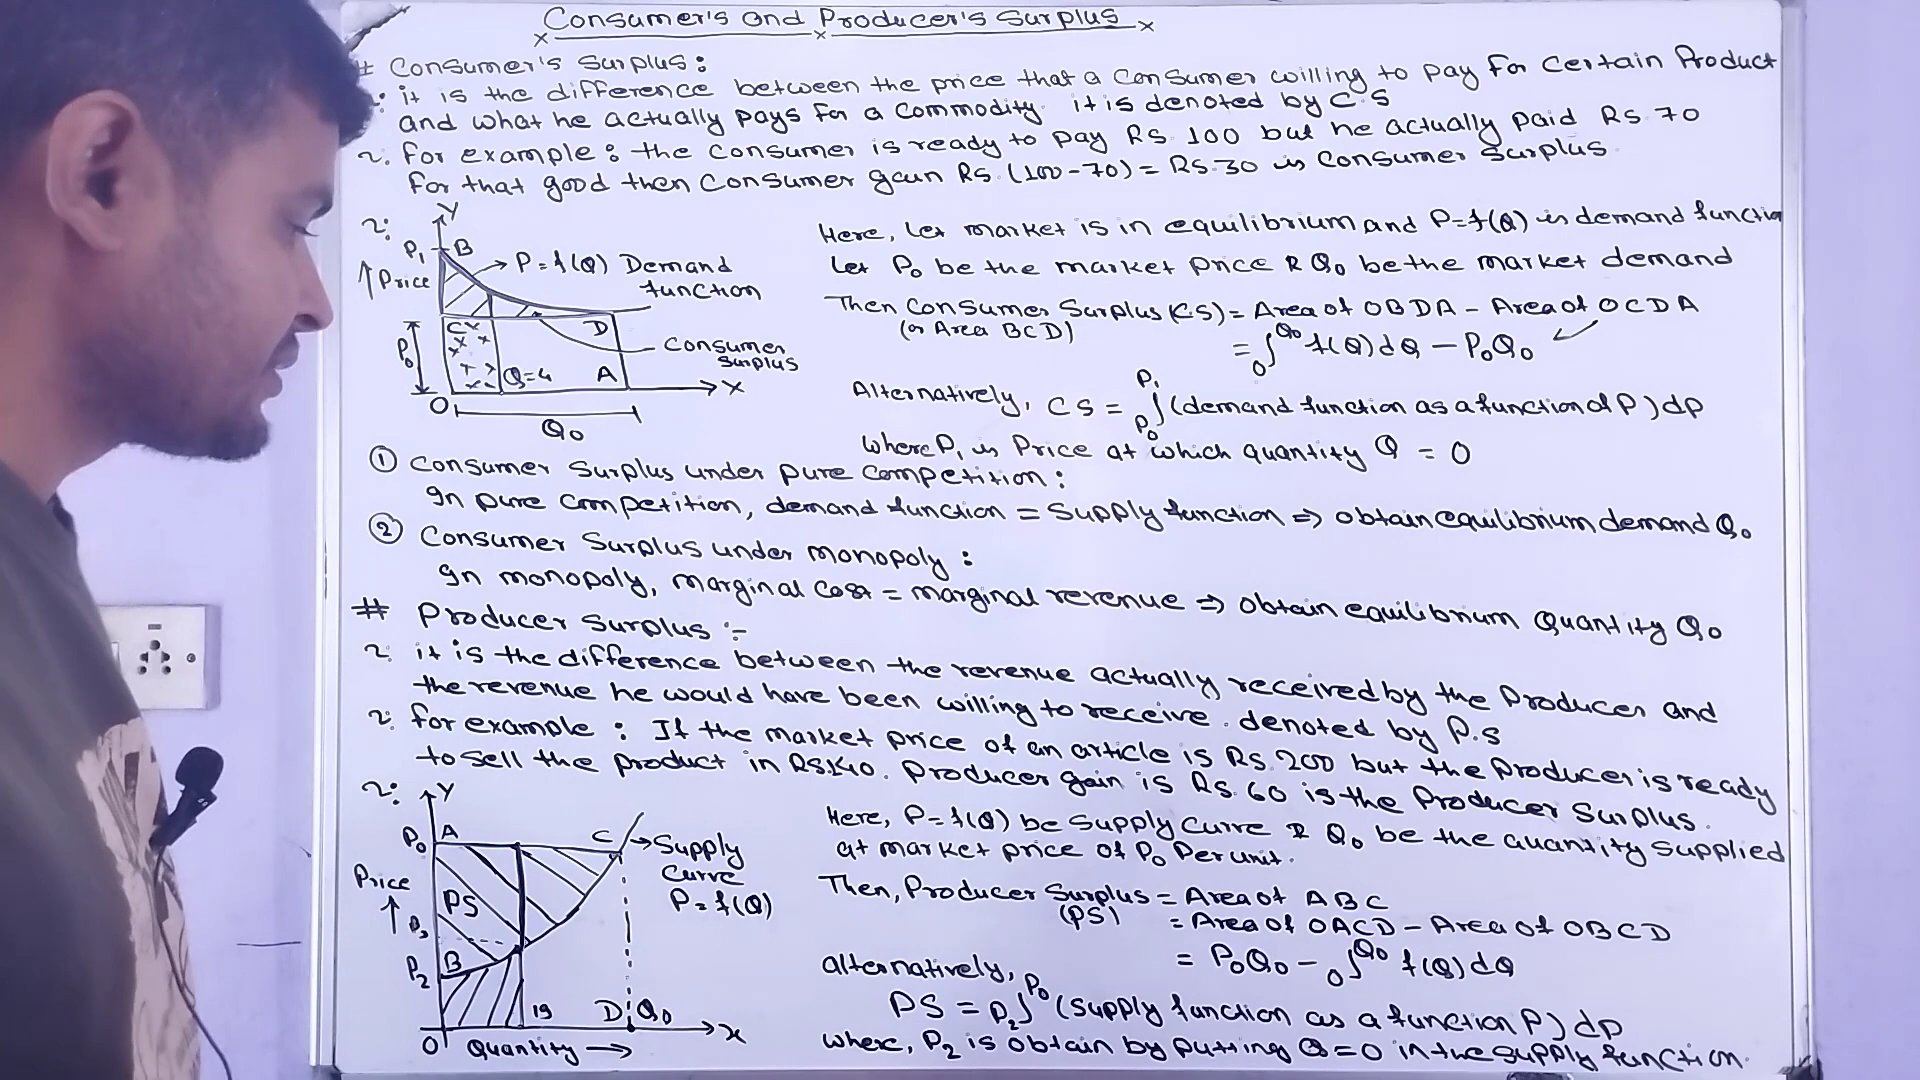 Consumer's and Producer's Surplus
# Consumer's Surplus:
it is the difference between the price that a consumer willing to pay for certain Product
and what he actually pays for a commodity. it is denoted by C.S
for example: the consumer is ready to pay Rs 100 but he actually paid Rs 70
for that good then consumer gain Rs. (100-70) = Rs.30 is consumer surplus.
Y
P₁ B
↑Price
P=f(Q) Demand function
C D
P₀
Consumer Surplus
Q=4 A
X
O
Q₀
Here, Let market is in equilibrium and P=f(Q) is demand function
Let P₀ be the market price & Q₀ be the market demand
Then Consumer Surplus (CS) = Area of OBDA - Area of OCDA
(or Area BCD)
= ₀∫^Q₀ f(Q)dQ - P₀Q₀
Alternatively, CS = P₀∫^P₁ (demand function as a function of P) dp
where P₁ is Price at which quantity Q = 0
① Consumer Surplus under pure competition:
In pure competition, demand function = Supply function ⇒ obtain equilibrium demand Q₀
② Consumer Surplus under monopoly:
In monopoly, marginal cost = marginal revenue ⇒ obtain equilibrium Quantity Q₀
# Producer Surplus :-
it is the difference between the revenue actually received by the Producer and
the revenue he would have been willing to receive. denoted by P.S
for example: If the market price of an article is Rs. 200 but the producer is ready
to sell the product in Rs.140. Producer gain is Rs. 60 is the Producer Surplus.
Y
P₀ A C
Supply Curve P=f(Q)
Price ↑
PS
P₃
P₂ B
19 D Q₀ x
O Quantity →
Here, P=f(Q) be supply curve & Q₀ be the quantity supplied
at market price of P₀ Per unit.
Then, Producer Surplus = Area of ABC
(PS) = Area of OACD - Area of OBCD
= P₀Q₀ - ₀∫^Q₀ f(Q)dQ
alternatively,
PS = P₂∫^P₀ (Supply function as a function P) dp
where, P₂ is obtain by putting Q=0 in the supply function.